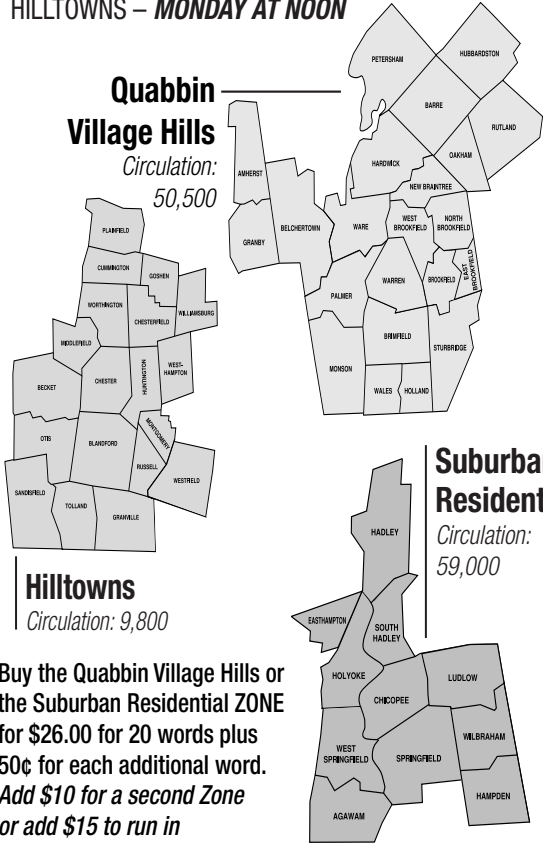 HILLTOWNS – MONDAY AT NOON
Quabbin
Village Hills
Circulation:
50,500
PETERSHAM
HUBBARDSTON
BARRE
RUTLAND
HARDWICK
OAKHAM
NEW BRAINTREE
AMHERST
BELCHERTOWN
GRANBY
WARE
WEST
BROOKFIELD
NORTH
BROOKFIELD
EAST
BROOKFIELD
BROOKFIELD
WARREN
PALMER
BRIMFIELD
STURBRIDGE
MONSON
WALES
HOLLAND
PLAINFIELD
CUMMINGTON
GOSHEN
WORTHINGTON
CHESTERFIELD
WILLIAMSBURG
MIDDLEFIELD
WEST-
HAMPTON
HUNTINGTON
CHESTER
BECKET
MONTGOMERY
OTIS
BLANDFORD
RUSSELL
WESTFIELD
SANDISFIELD
TOLLAND
GRANVILLE
Hilltowns
Circulation: 9,800
Suburba
Resident
Circulation:
59,000
HADLEY
EASTHAMPTON
SOUTH
HADLEY
HOLYOKE
CHICOPEE
LUDLOW
WEST
SPRINGFIELD
SPRINGFIELD
WILBRAHAM
HAMPDEN
AGAWAM
Buy the Quabbin Village Hills or
the Suburban Residential ZONE
for $26.00 for 20 words plus
50¢ for each additional word.
Add $10 for a second Zone
or add $15 to run in